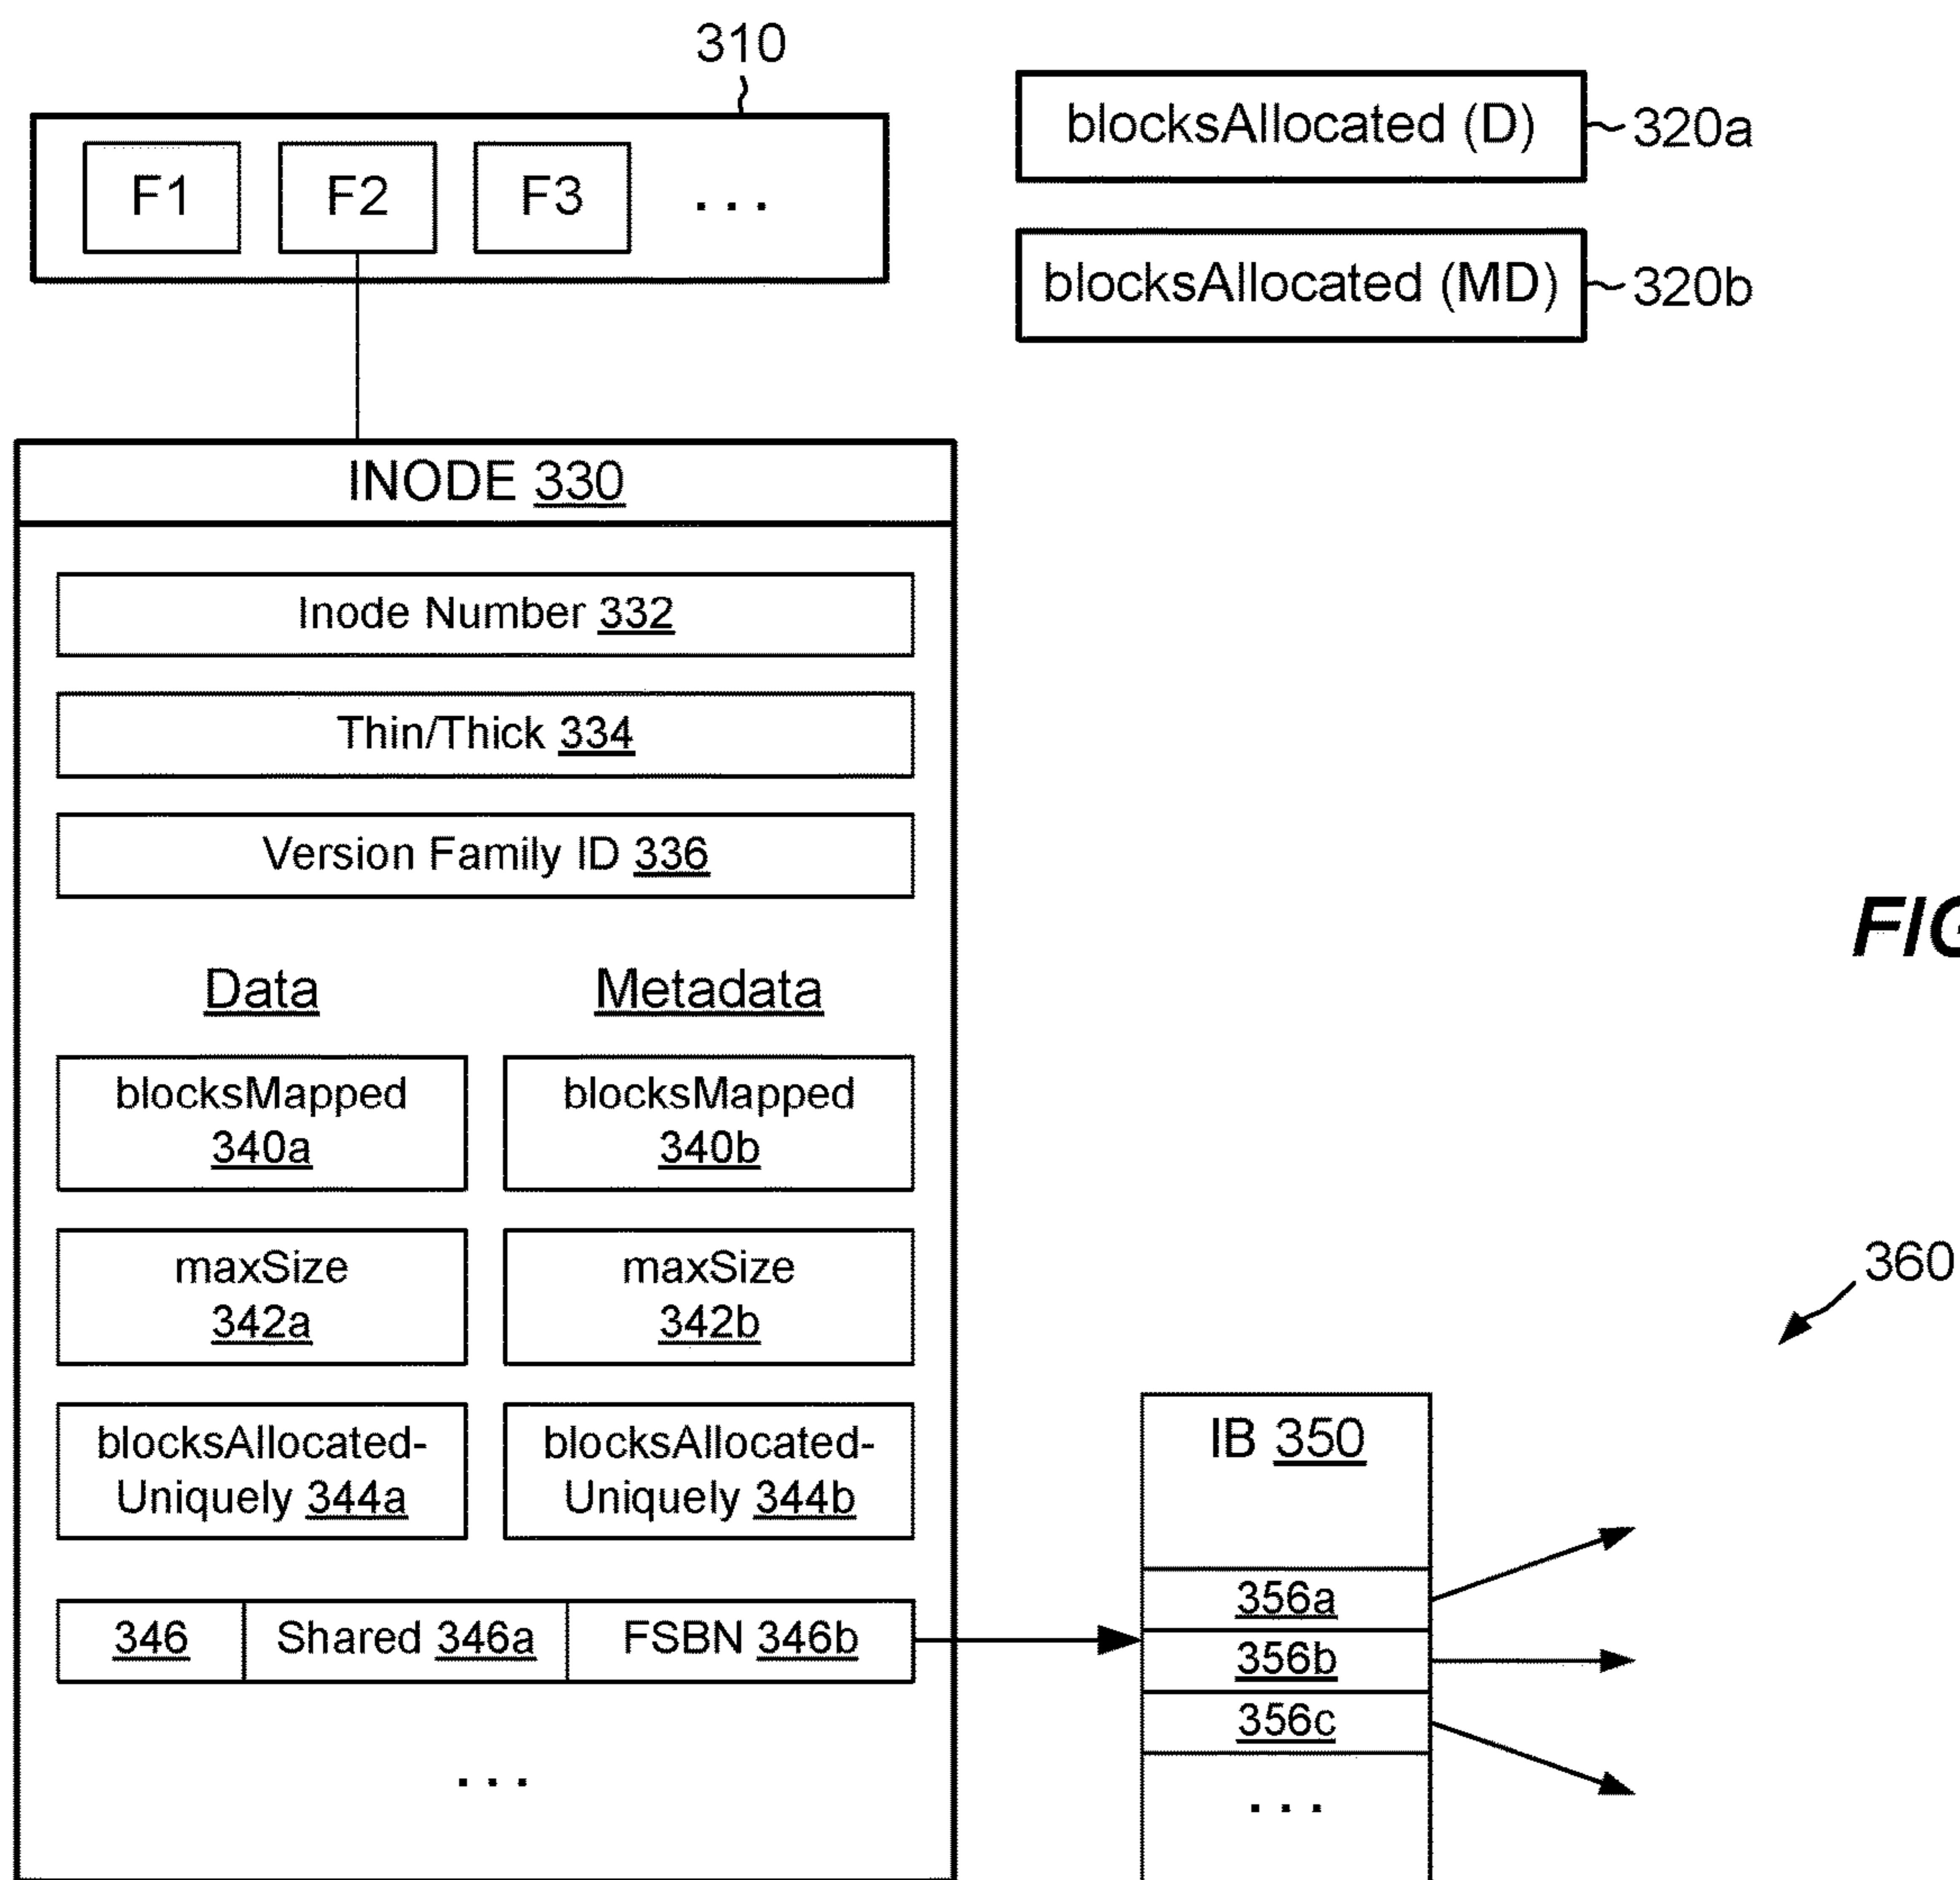 310
F1 F2 F3 ...
blocksAllocated (D) 320a
blocksAllocated (MD) 320b
INODE 330
Inode Number 332
Thin/Thick 334
Version Family ID 336
Data Metadata
blocksMapped
340a
blocksMapped
340b
maxSize
342a
maxSize
342b
blocksAllocated-
Uniquely 344a
blocksAllocated-
Uniquely 344b
346 Shared 346a FSBN 346b
...
FIG
360
IB 350
356a
356b
356c
...